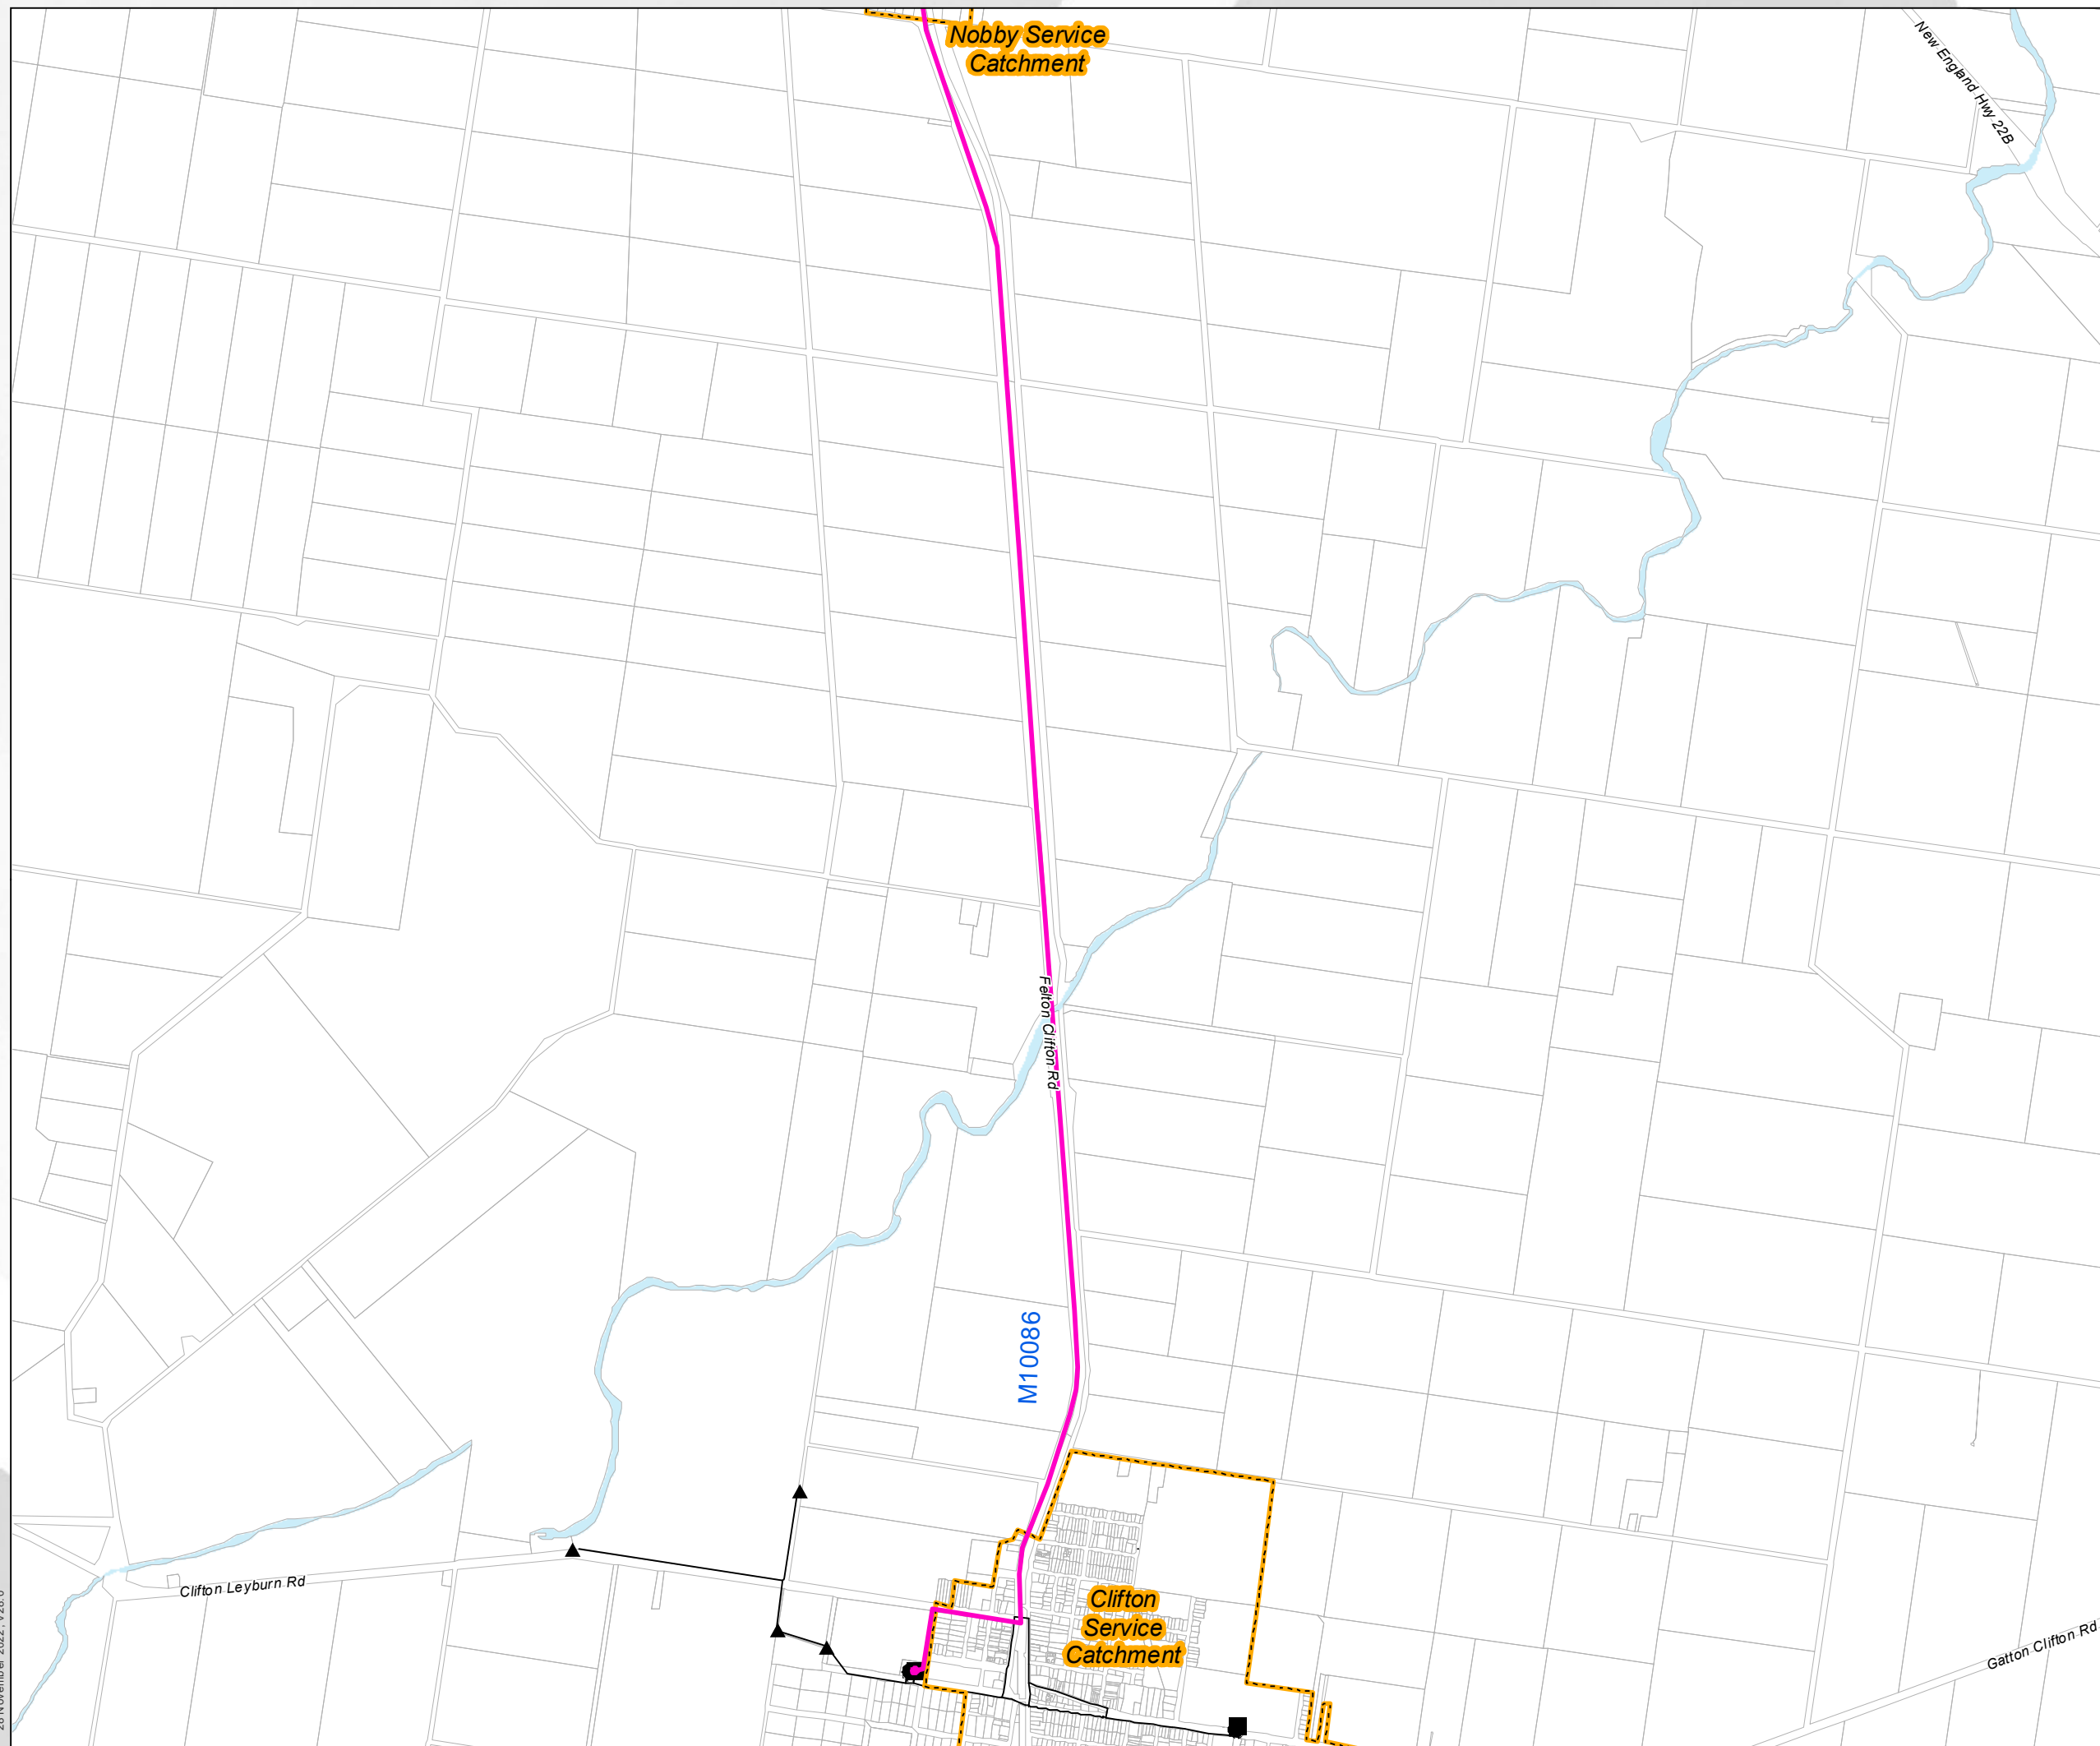 Nobby Service
Catchment
New England Hwy 22B
Felton Clifton Rd
M10086
Clifton Leyburn Rd
Clifton
Service
Catchment
Gatton Clifton Rd